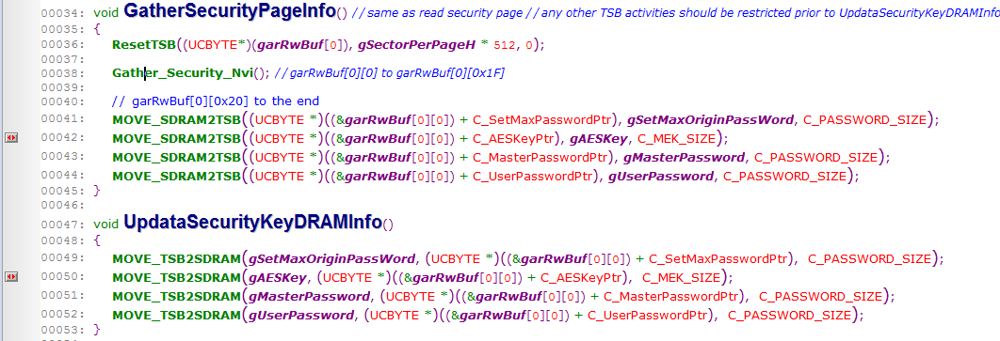 00034: void GatherSecurityPageInfo() // same as read security page // any other TSB activities should be restricted prior to UpdataSecurityKeyDRAMInfo
00035: {
00036: ResetTSB((UCBYTE*)(garRwBuf[0]), gSectorPerPageH * 512, 0);
00037:
00038: Gather_Security_Nvi(); // garRwBuf[0][0] to garRwBuf[0][0x1F]
00039:
00040: // garRwBuf[0][0x20] to the end
00041: MOVE_SDRAM2TSB((UCBYTE *)((&garRwBuf[0][0]) + C_SetMaxPasswordPtr), gSetMaxOriginPassWord, C_PASSWORD_SIZE);
00042: MOVE_SDRAM2TSB((UCBYTE *)((&garRwBuf[0][0]) + C_AESKeyPtr), gAESKey, C_MEK_SIZE);
00043: MOVE_SDRAM2TSB((UCBYTE *)((&garRwBuf[0][0]) + C_MasterPasswordPtr), gMasterPassword, C_PASSWORD_SIZE);
00044: MOVE_SDRAM2TSB((UCBYTE *)((&garRwBuf[0][0]) + C_UserPasswordPtr), gUserPassword, C_PASSWORD_SIZE);
00045: }
00046:
00047: void UpdataSecurityKeyDRAMInfo()
00048: {
00049: MOVE_TSB2SDRAM(gSetMaxOriginPassWord, (UCBYTE *)((&garRwBuf[0][0]) + C_SetMaxPasswordPtr), C_PASSWORD_SIZE);
00050: MOVE_TSB2SDRAM(gAESKey, (UCBYTE *)((&garRwBuf[0][0]) + C_AESKeyPtr), C_MEK_SIZE);
00051: MOVE_TSB2SDRAM(gMasterPassword, (UCBYTE *)((&garRwBuf[0][0]) + C_MasterPasswordPtr), C_PASSWORD_SIZE);
00052: MOVE_TSB2SDRAM(gUserPassword, (UCBYTE *)((&garRwBuf[0][0]) + C_UserPasswordPtr), C_PASSWORD_SIZE);
00053: }